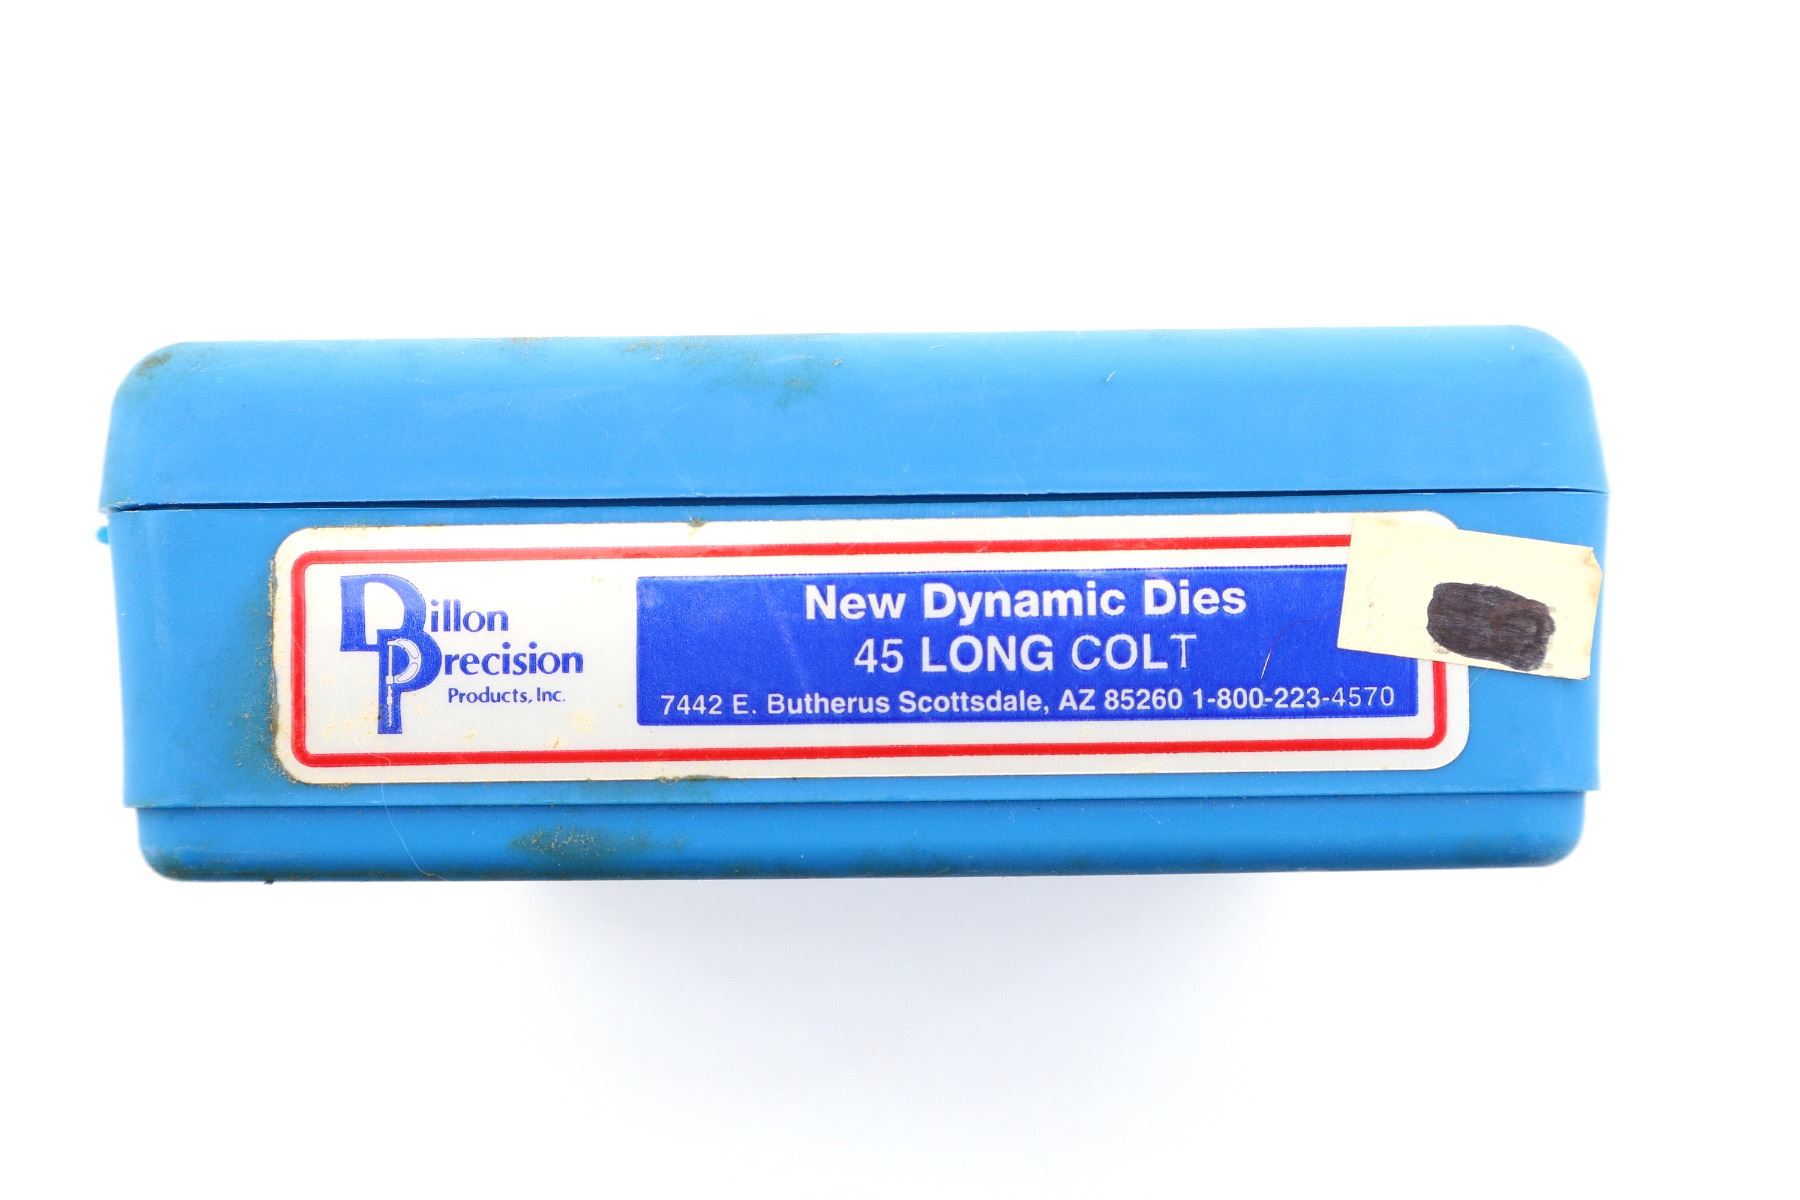 Dillon
Precision
Products, Inc.
New Dynamic Dies
45 LONG COLT
7442 E. Butherus Scottsdale, AZ 85260 1-800-223-4570